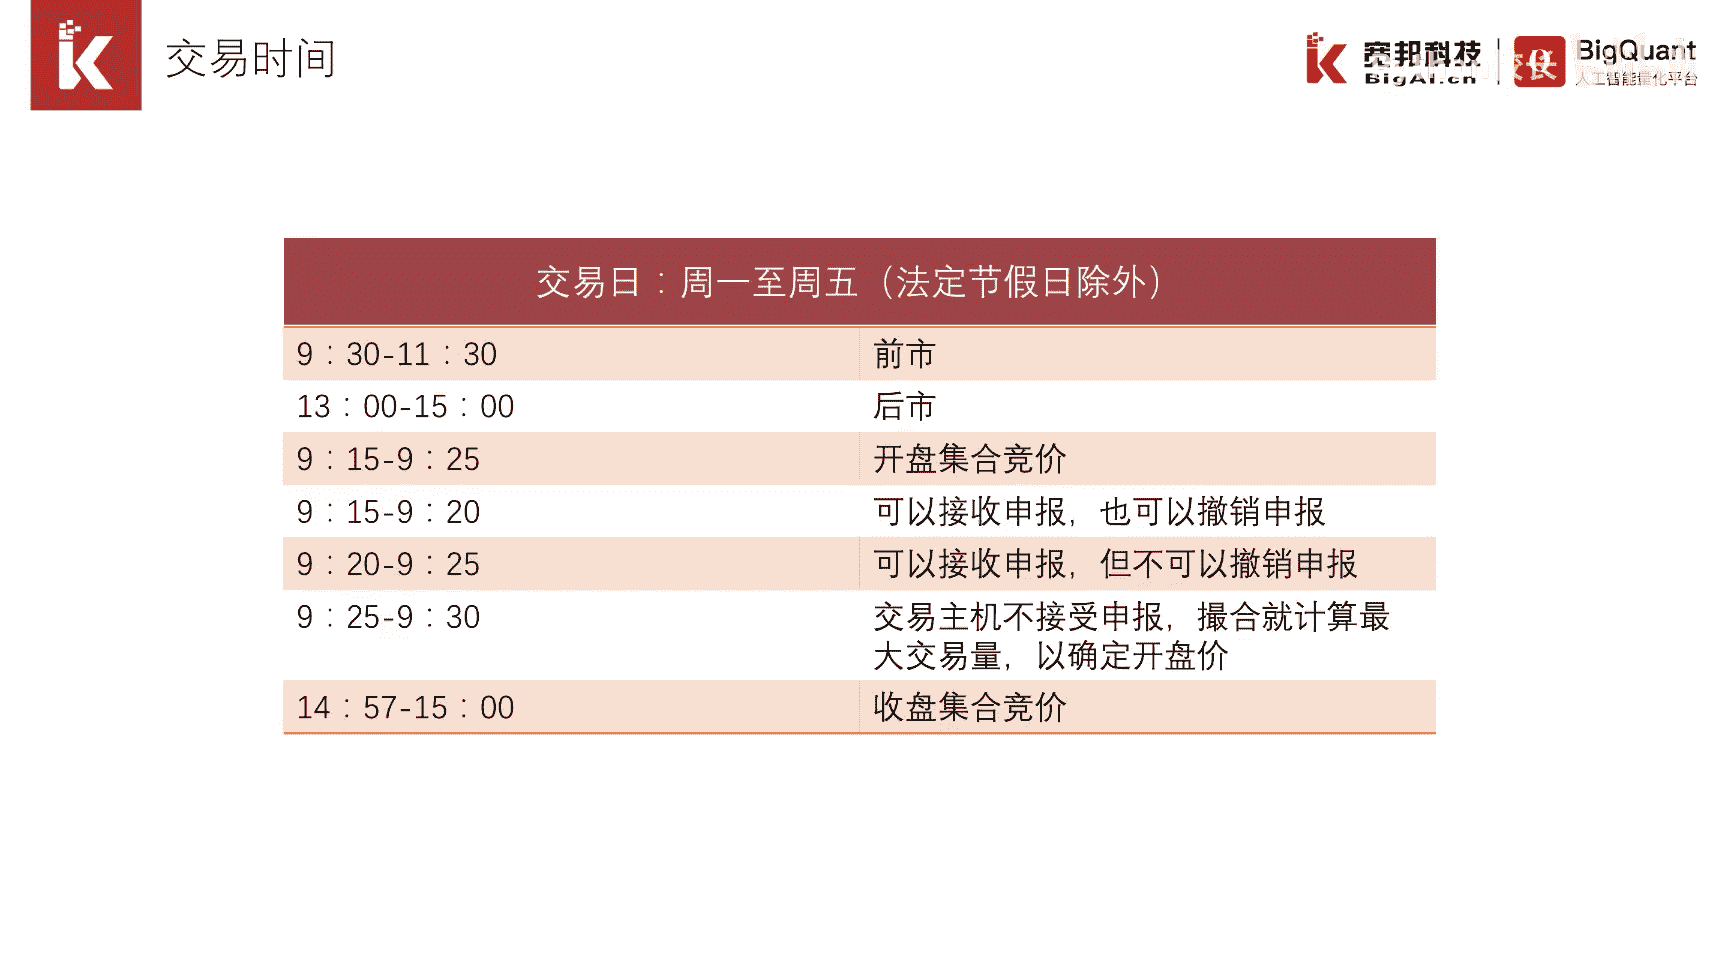 交易时间
宽邦科技
BigAI.cn
BigQuant
人工智能量化平台
交易日：周一至周五（法定节假日除外）
9：30-11：30 前市
13：00-15：00 后市
9：15-9：25 开盘集合竞价
9：15-9：20 可以接收申报，也可以撤销申报
9：20-9：25 可以接收申报，但不可以撤销申报
9：25-9：30 交易主机不接受申报，撮合就计算最
大交易量，以确定开盘价
14：57-15：00 收盘集合竞价